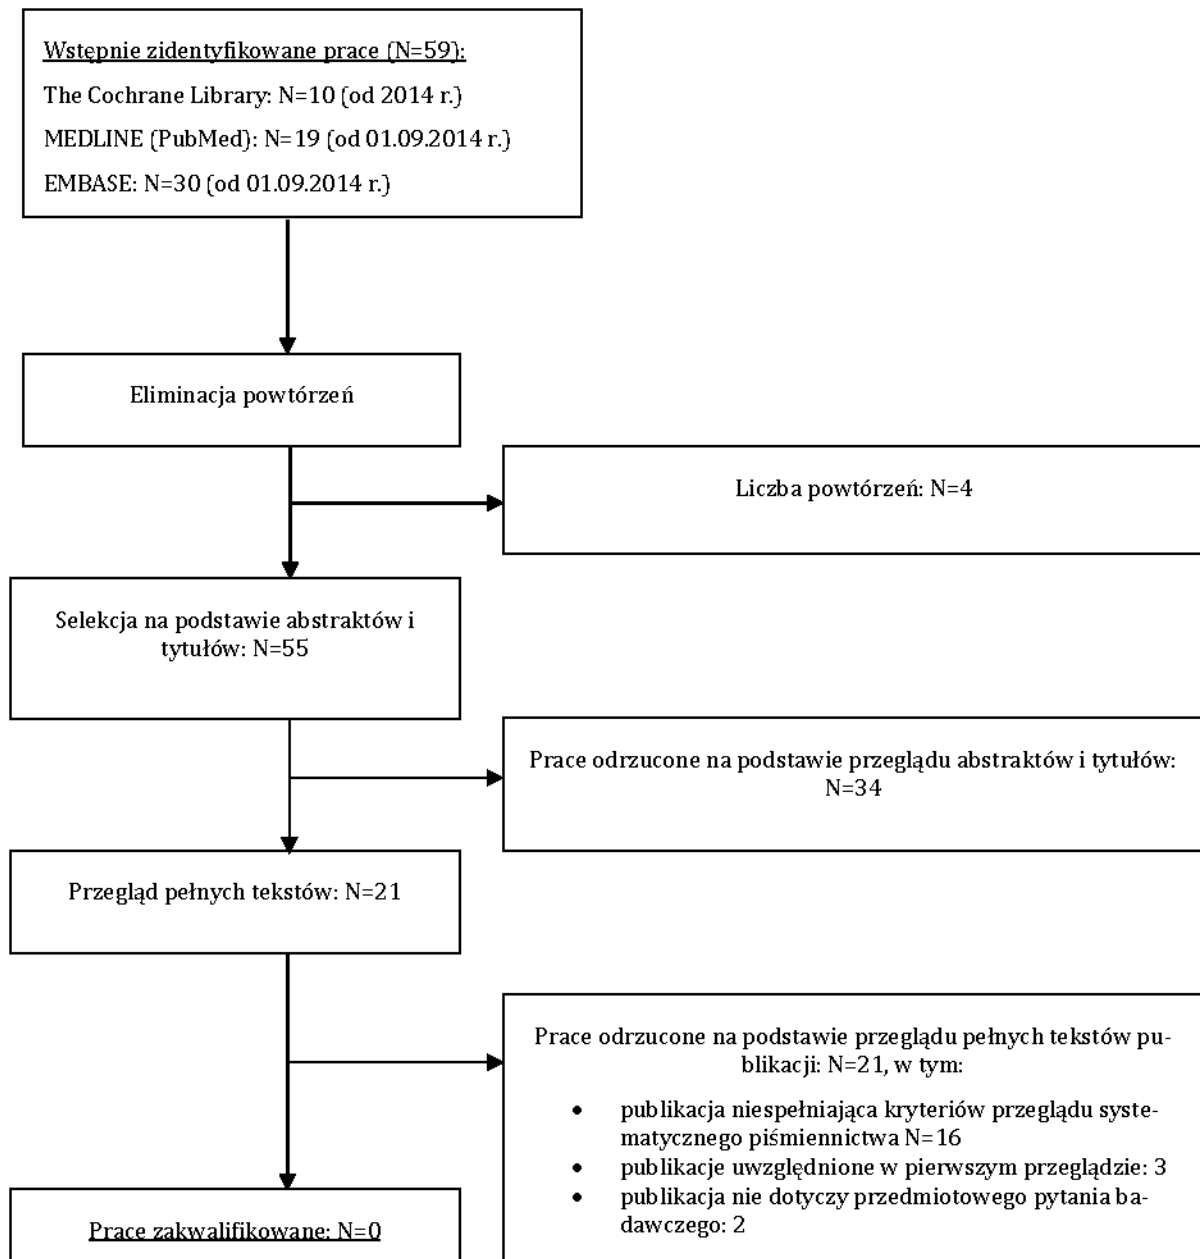 Wstępnie zidentyfikowane prace (N=59):
The Cochrane Library: N=10 (od 2014 r.)
MEDLINE (PubMed): N=19 (od 01.09.2014 r.)
EMBASE: N=30 (od 01.09.2014 r.)
Eliminacja powtórzeń
Liczba powtórzeń: N=4
Selekcja na podstawie abstraktów i
tytułów: N=55
Prace odrzucone na podstawie przeglądu abstraktów i tytułów:
N=34
Przegląd pełnych tekstów: N=21
Prace odrzucone na podstawie przeglądu pełnych tekstów pu-
blikacji: N=21, w tym:
• publikacja niespełniająca kryteriów przeglądu syste-
matycznego piśmiennictwa N=16
• publikacje uwzględnione w pierwszym przeglądzie: 3
• publikacja nie dotyczy przedmiotowego pytania ba-
dawczego: 2
Prace zakwalifikowane: N=0